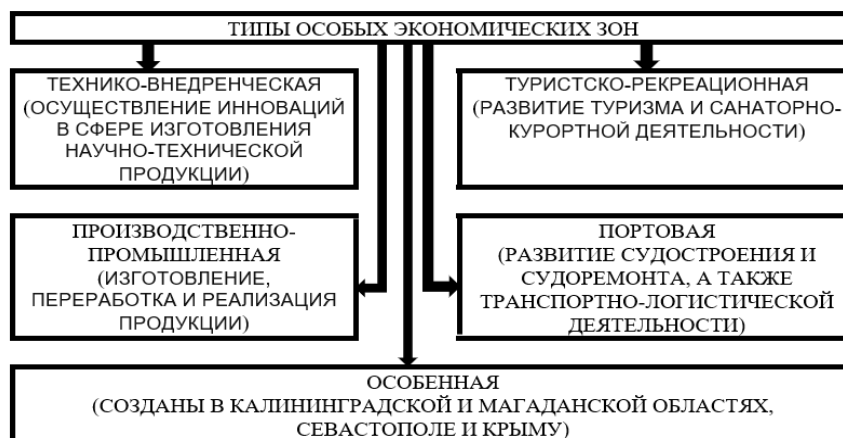 ТИПЫ ОСОБЫХ ЭКОНОМИЧЕСКИХ ЗОН
ТЕХНИКО-ВНЕДРЕНЧЕСКАЯ
(ОСУЩЕСТВЛЕНИЕ ИННОВАЦИЙ
В СФЕРЕ ИЗГОТОВЛЕНИЯ
НАУЧНО-ТЕХНИЧЕСКОЙ
ПРОДУКЦИИ)
ТУРИСТСКО-РЕКРЕАЦИОННАЯ
(РАЗВИТИЕ ТУРИЗМА И САНАТОРНО-
КУРОРТНОЙ ДЕЯТЕЛЬНОСТИ)
ПРОИЗВОДСТВЕННО-
ПРОМЫШЛЕННАЯ
(ИЗГОТОВЛЕНИЕ,
ПЕРЕРАБОТКА И РЕАЛИЗАЦИЯ
ПРОДУКЦИИ)
ПОРТОВАЯ
(РАЗВИТИЕ СУДОСТРОЕНИЯ И
СУДОРЕМОНТА, А ТАКЖЕ
ТРАНСПОРТНО-ЛОГИСТИЧЕСКОЙ
ДЕЯТЕЛЬНОСТИ)
ОСОБЕННАЯ
(СОЗДАНЫ В КАЛИНИНГРАДСКОЙ И МАГАДАНСКОЙ ОБЛАСТЯХ,
СЕВАСТОПОЛЕ И КРЫМУ)